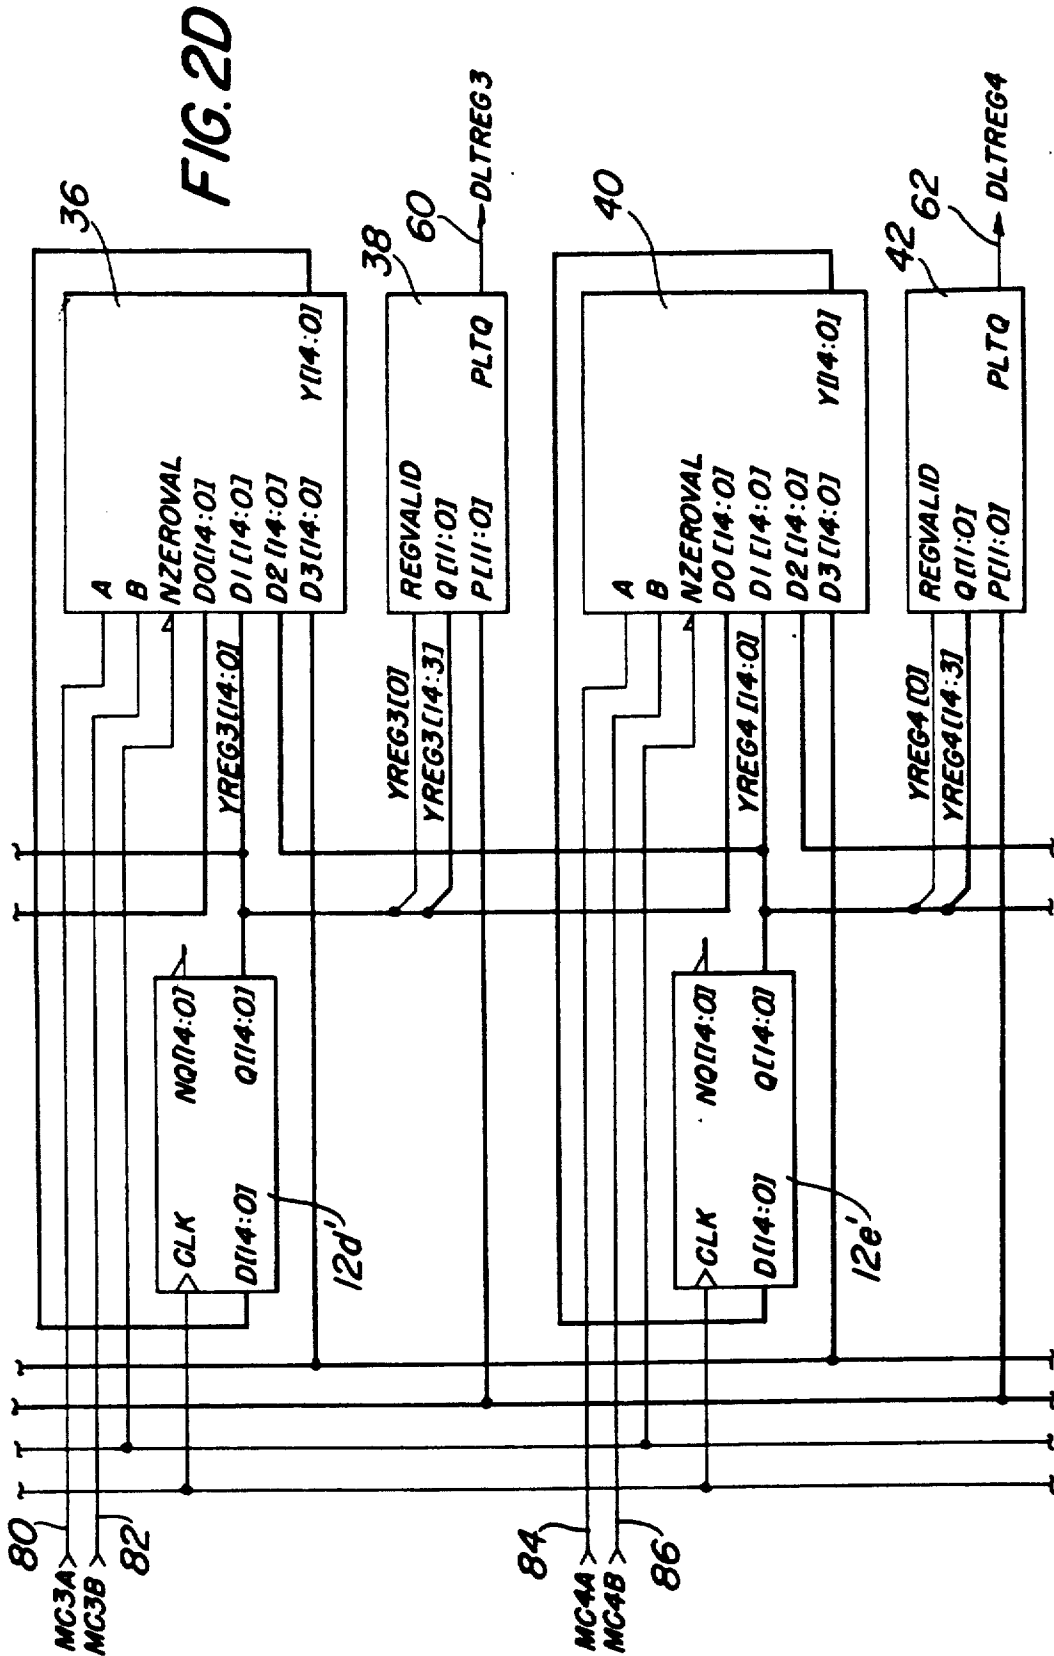 FIG. 2D
80
MC3A
MC3B
82
CLK
D[14:0]
NQ[14:0]
Q[14:0]
12d'
YREG3[14:0]
36
A
B
NZEROVAL
D0[14:0]
D1[14:0]
D2[14:0]
D3[14:0]
Y[14:0]
YREG3[0]
YREG3[14:3]
38
REGVALID
Q[11:0]
P[11:0]
PLTQ
60
DLTREG3
84
MC4A
MC4B
86
CLK
D[14:0]
NQ[14:0]
Q[14:0]
12e'
YREG4[14:0]
40
A
B
NZEROVAL
D0[14:0]
D1[14:0]
D2[14:0]
D3[14:0]
Y[14:0]
YREG4[0]
YREG4[14:3]
42
REGVALID
Q[11:0]
P[11:0]
PLTQ
62
DLTREG4